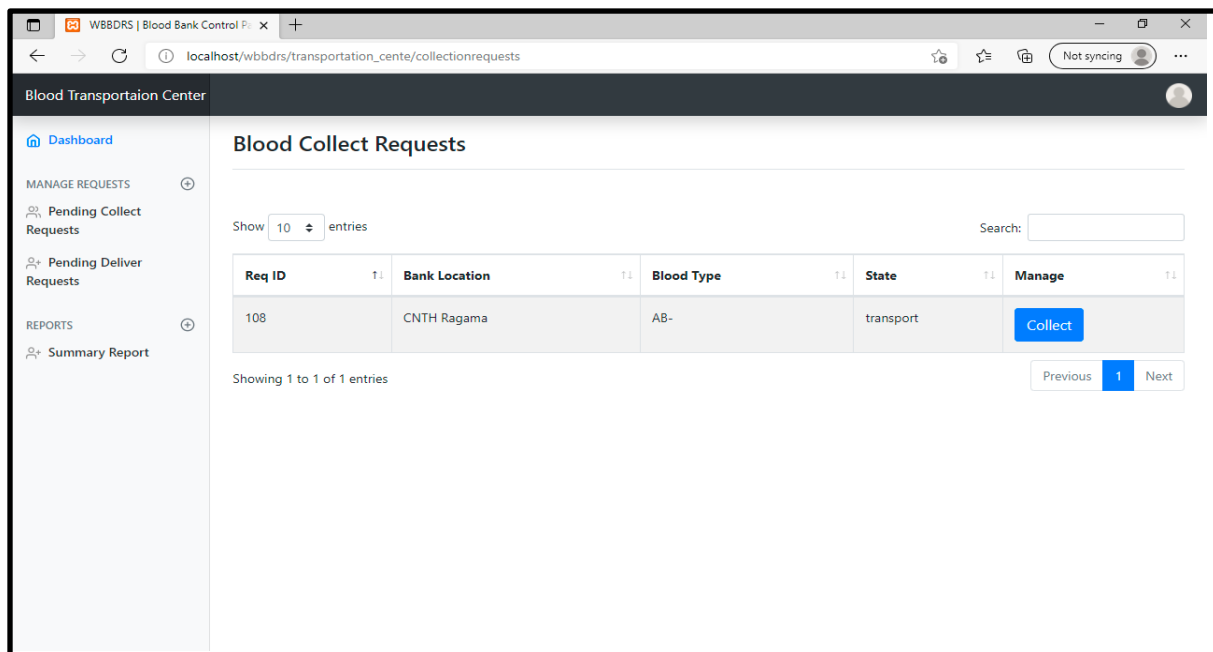 WBBDRS | Blood Bank Control Pa
localhost/wbbdrs/transportation_cente/collectionrequests
Not syncing
Blood Transportaion Center
Dashboard
MANAGE REQUESTS
Pending Collect
Requests
Pending Deliver
Requests
REPORTS
Summary Report
Blood Collect Requests
Show 10 entries
Search:
Req ID Bank Location Blood Type State Manage
108 CNTH Ragama AB- transport Collect
Showing 1 to 1 of 1 entries
Previous 1 Next